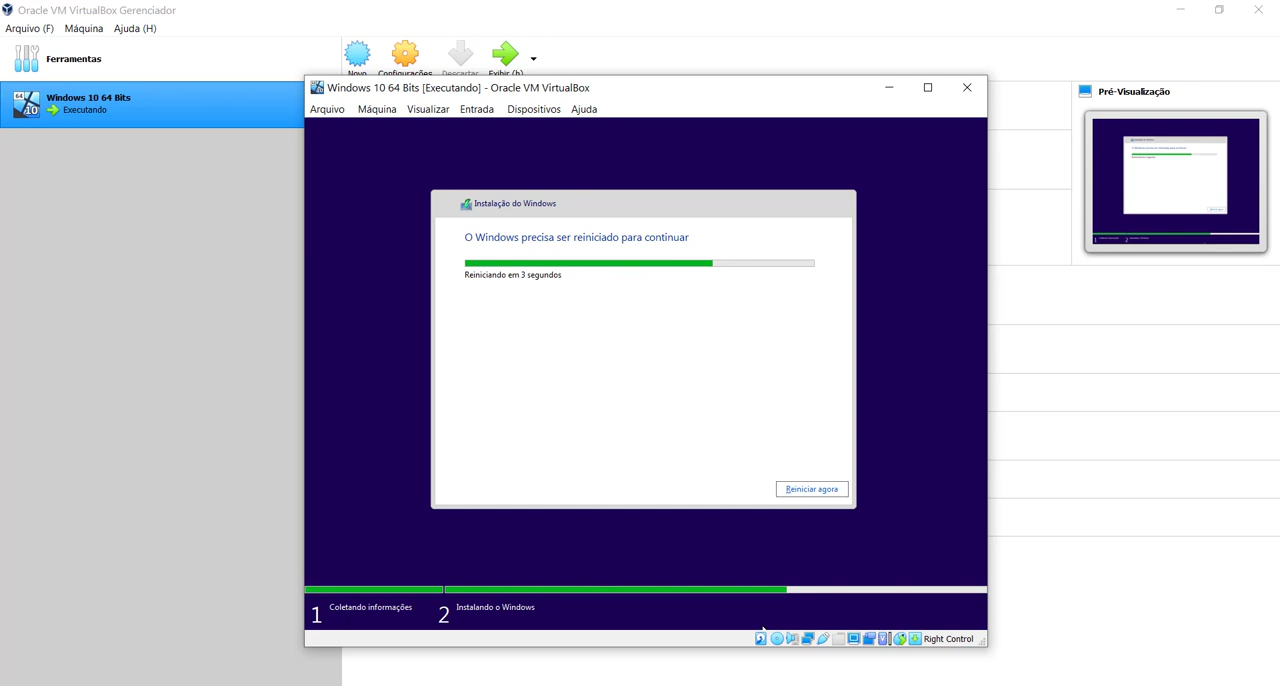 Oracle VM VirtualBox Gerenciador
Arquivo (F) Máquina Ajuda (H)
Ferramentas
Novo Configurações Descartar Exibir (h)
64 10 Windows 10 64 Bits
Executando
Windows 10 64 Bits [Executando] - Oracle VM VirtualBox
Arquivo Máquina Visualizar Entrada Dispositivos Ajuda
Pré-Visualização
Instalação do Windows
O Windows precisa ser reiniciado para continuar
Reiniciando em 3 segundos
Reiniciar agora
1 Coletando informações 2 Instalando o Windows
Right Control